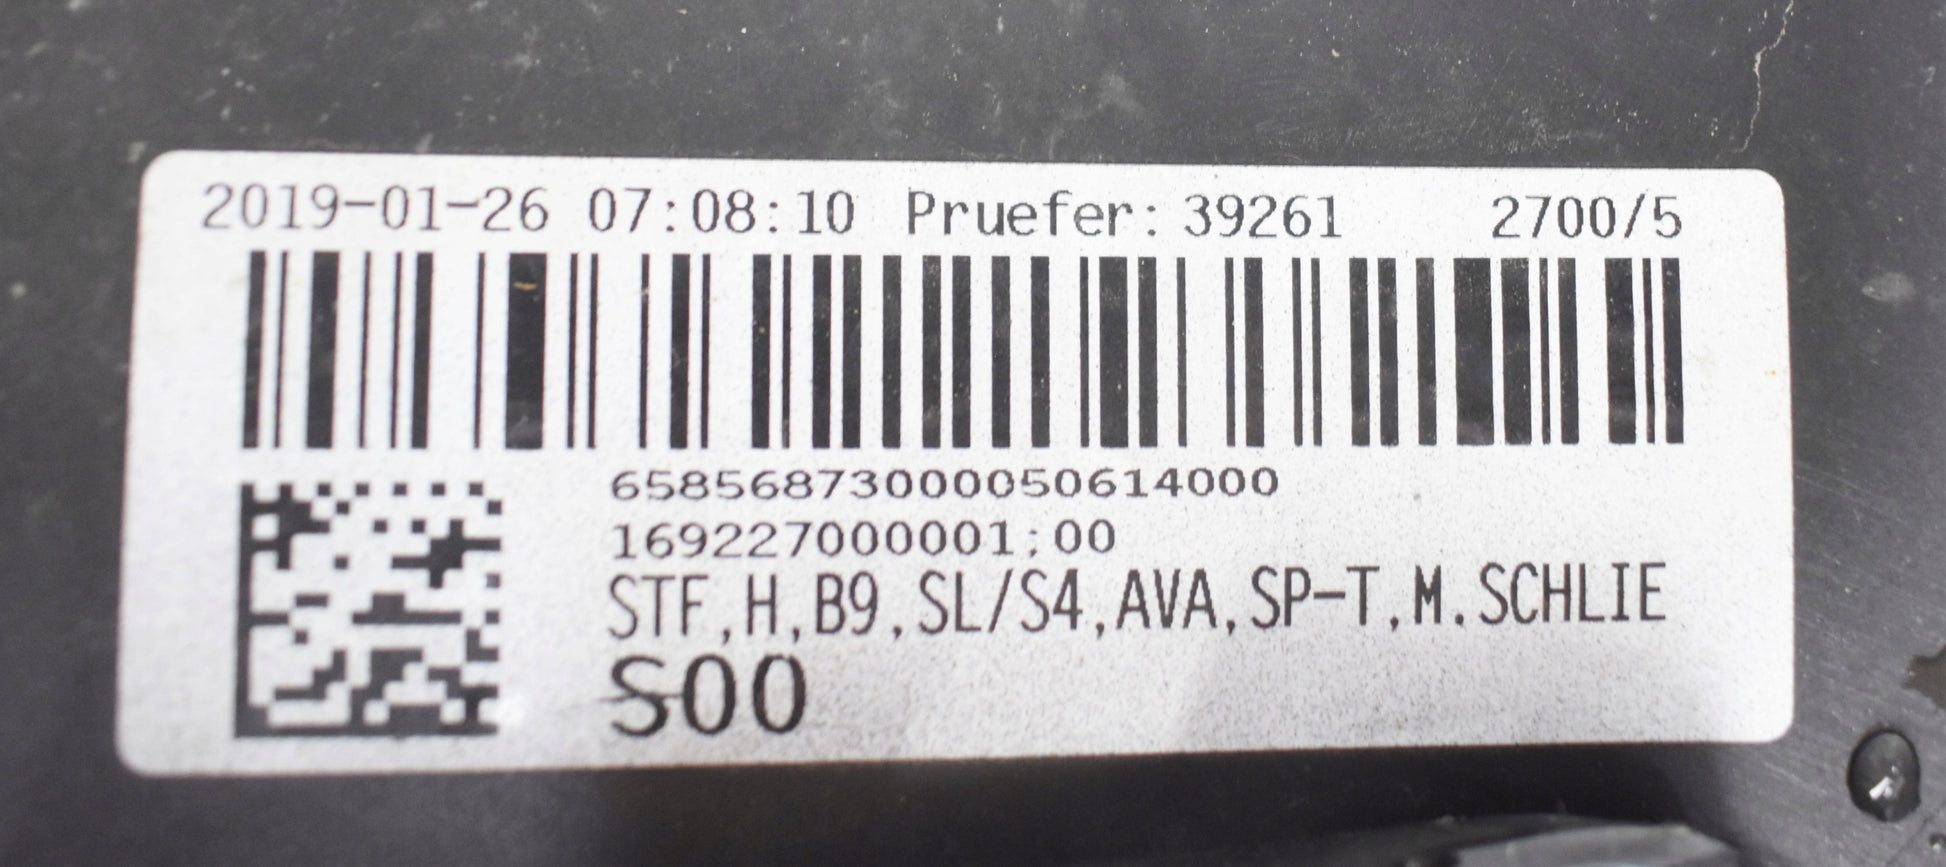 2019-01-26 07:08:10 Pruefer: 39261 2700/5
65856873000050614000
169227000001;00
STF,H,B9,SL/S4,AVA,SP-T,M.SCHLIE
S00